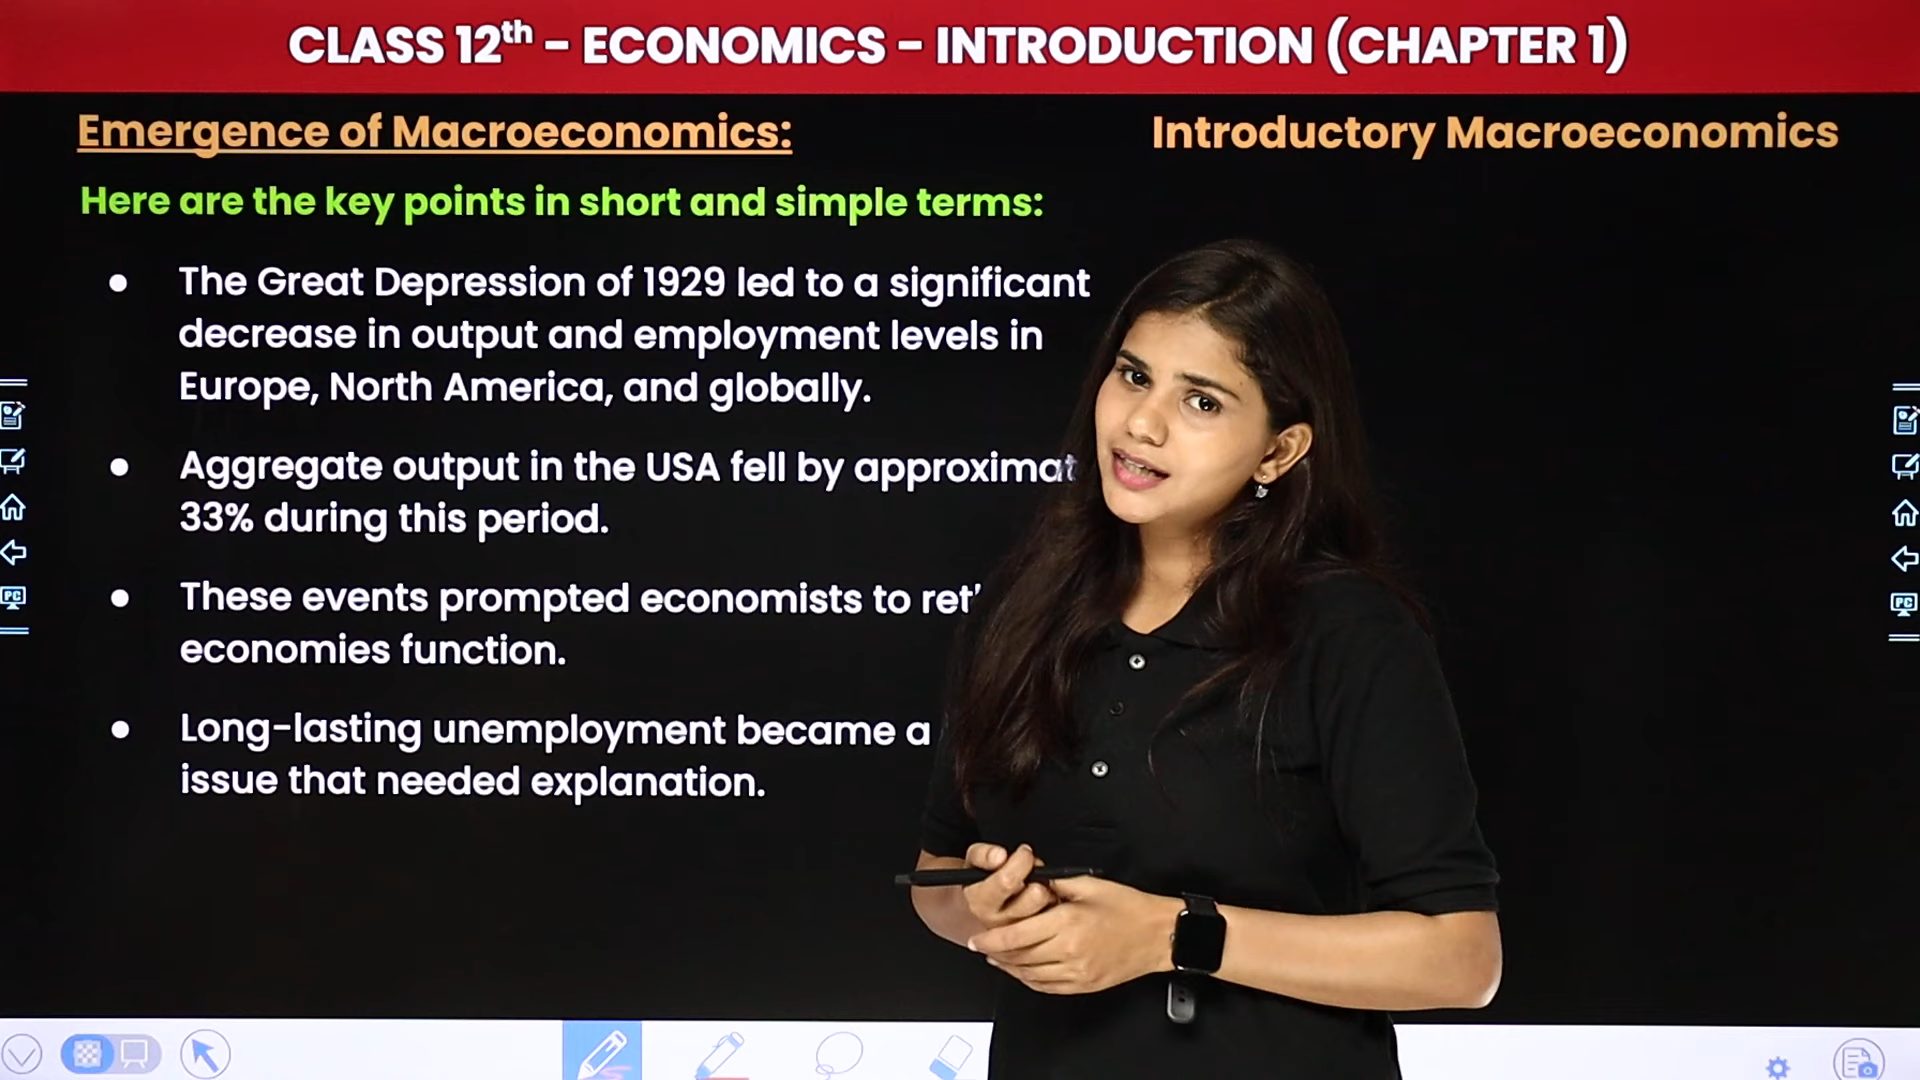 CLASS 12th - ECONOMICS - INTRODUCTION (CHAPTER 1)
Emergence of Macroeconomics:
Introductory Macroeconomics
Here are the key points in short and simple terms:
● The Great Depression of 1929 led to a significant
decrease in output and employment levels in
Europe, North America, and globally.
● Aggregate output in the USA fell by
33% during this period.
● These events prompted economists to
economies function.
● Long-lasting unemployment became a
issue that needed explanation.
PC
PC